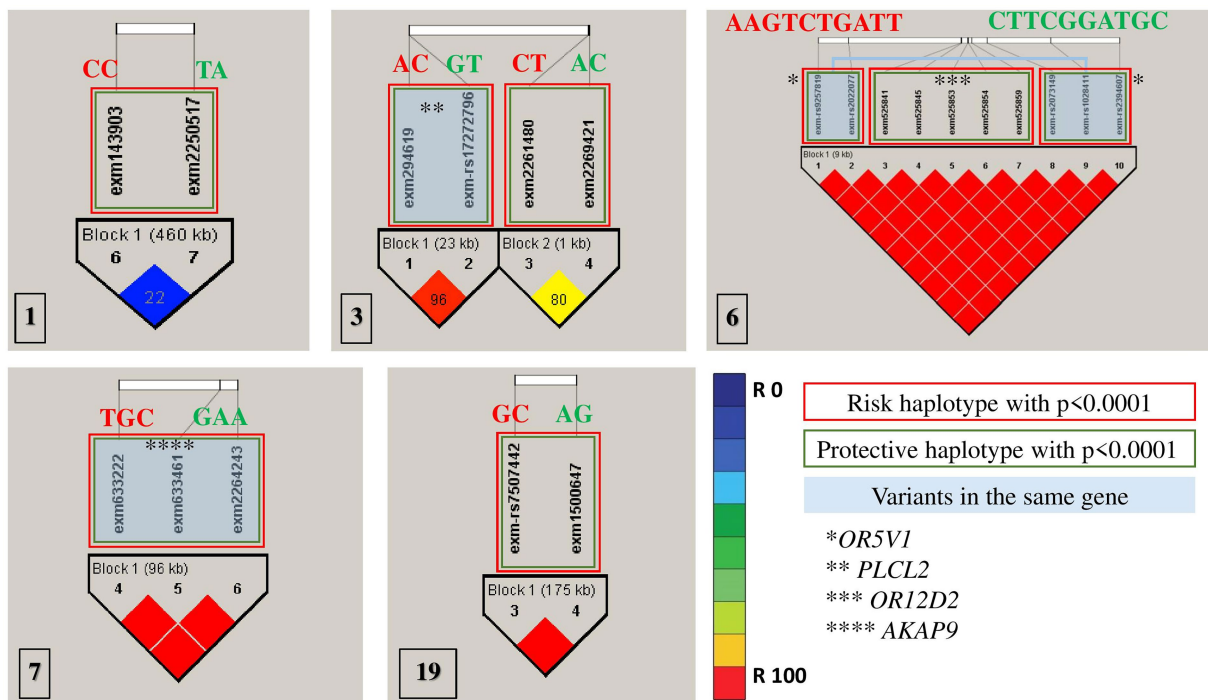 CC TA
exm143903
exm2250517
Block 1 (460 kb)
6 7
22
1
AC GT CT AC
**
exm294619
exm-rs17272796
exm2261480
exm2269421
Block 1 (23 kb) Block 2 (1 kb)
1 2 3 4
96 80
3
AAGTCTGATT CTTCGGATGC
* *** *
exm-rs9257819
exm-rs2022077
exm525841
exm525845
exm525853
exm525854
exm525859
exm-rs2073149
exm-rs1028411
exm-rs2394607
Block 1 (9 kb)
1 2 3 4 5 6 7 8 9 10
6
TGC GAA
****
exm633222
exm633461
exm2264243
Block 1 (96 kb)
4 5 6
7
GC AG
exm-rs7507442
exm1500647
Block 1 (175 kb)
3 4
19
R 0
R 100
Risk haplotype with p<0.0001
Protective haplotype with p<0.0001
Variants in the same gene
*OR5V1
** PLCL2
*** OR12D2
**** AKAP9